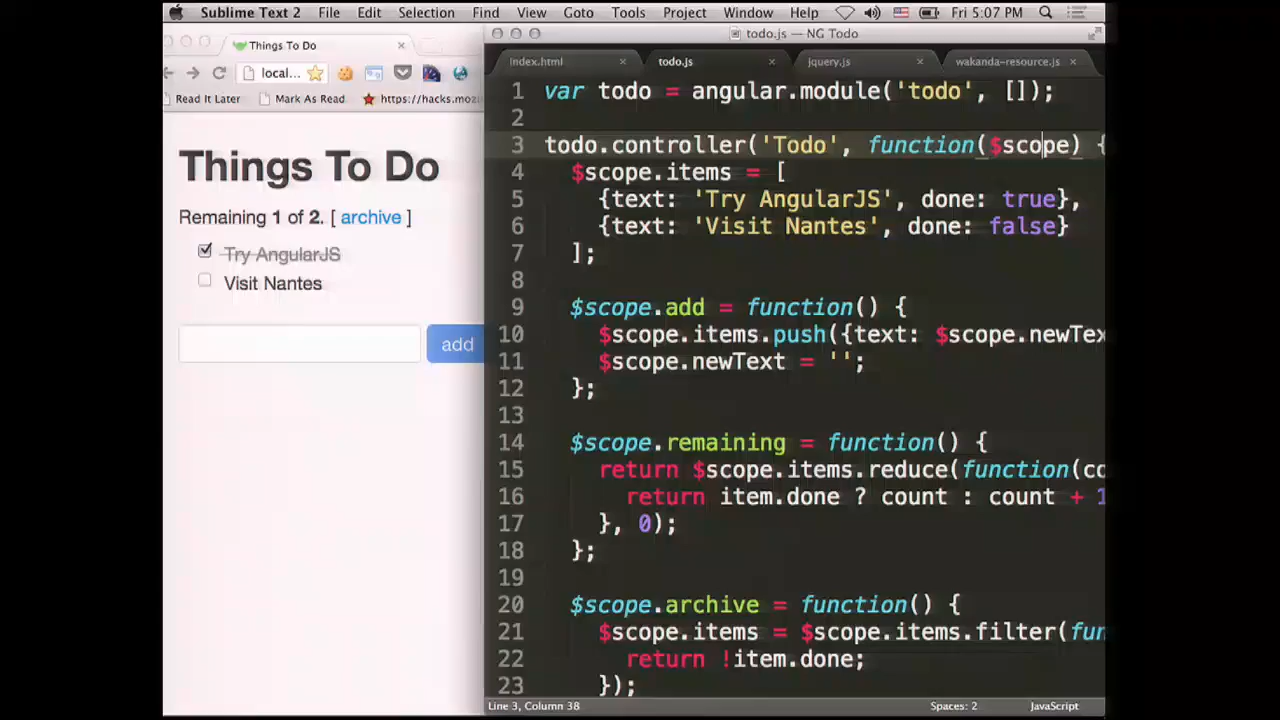 Sublime Text 2 File Edit Selection Find View Goto Tools Project Window Help Fri 5:07 PM
Things To Do
local...
Read It Later Mark As Read https://hacks.mozi
Things To Do
Remaining 1 of 2. [ archive ]
Try AngularJS
Visit Nantes
add
todo.js — NG Todo
index.html todo.js jquery.js wakanda-resource.js
1 var todo = angular.module('todo', []);
2
3 todo.controller('Todo', function($scope) {
4 $scope.items = [
5 {text: 'Try AngularJS', done: true},
6 {text: 'Visit Nantes', done: false}
7 ];
8
9 $scope.add = function() {
10 $scope.items.push({text: $scope.newTex
11 $scope.newText = '';
12 };
13
14 $scope.remaining = function() {
15 return $scope.items.reduce(function(co
16 return item.done ? count : count + 1
17 }, 0);
18 };
19
20 $scope.archive = function() {
21 $scope.items = $scope.items.filter(fun
22 return !item.done;
23 });
Line 3, Column 38 Spaces: 2 JavaScript